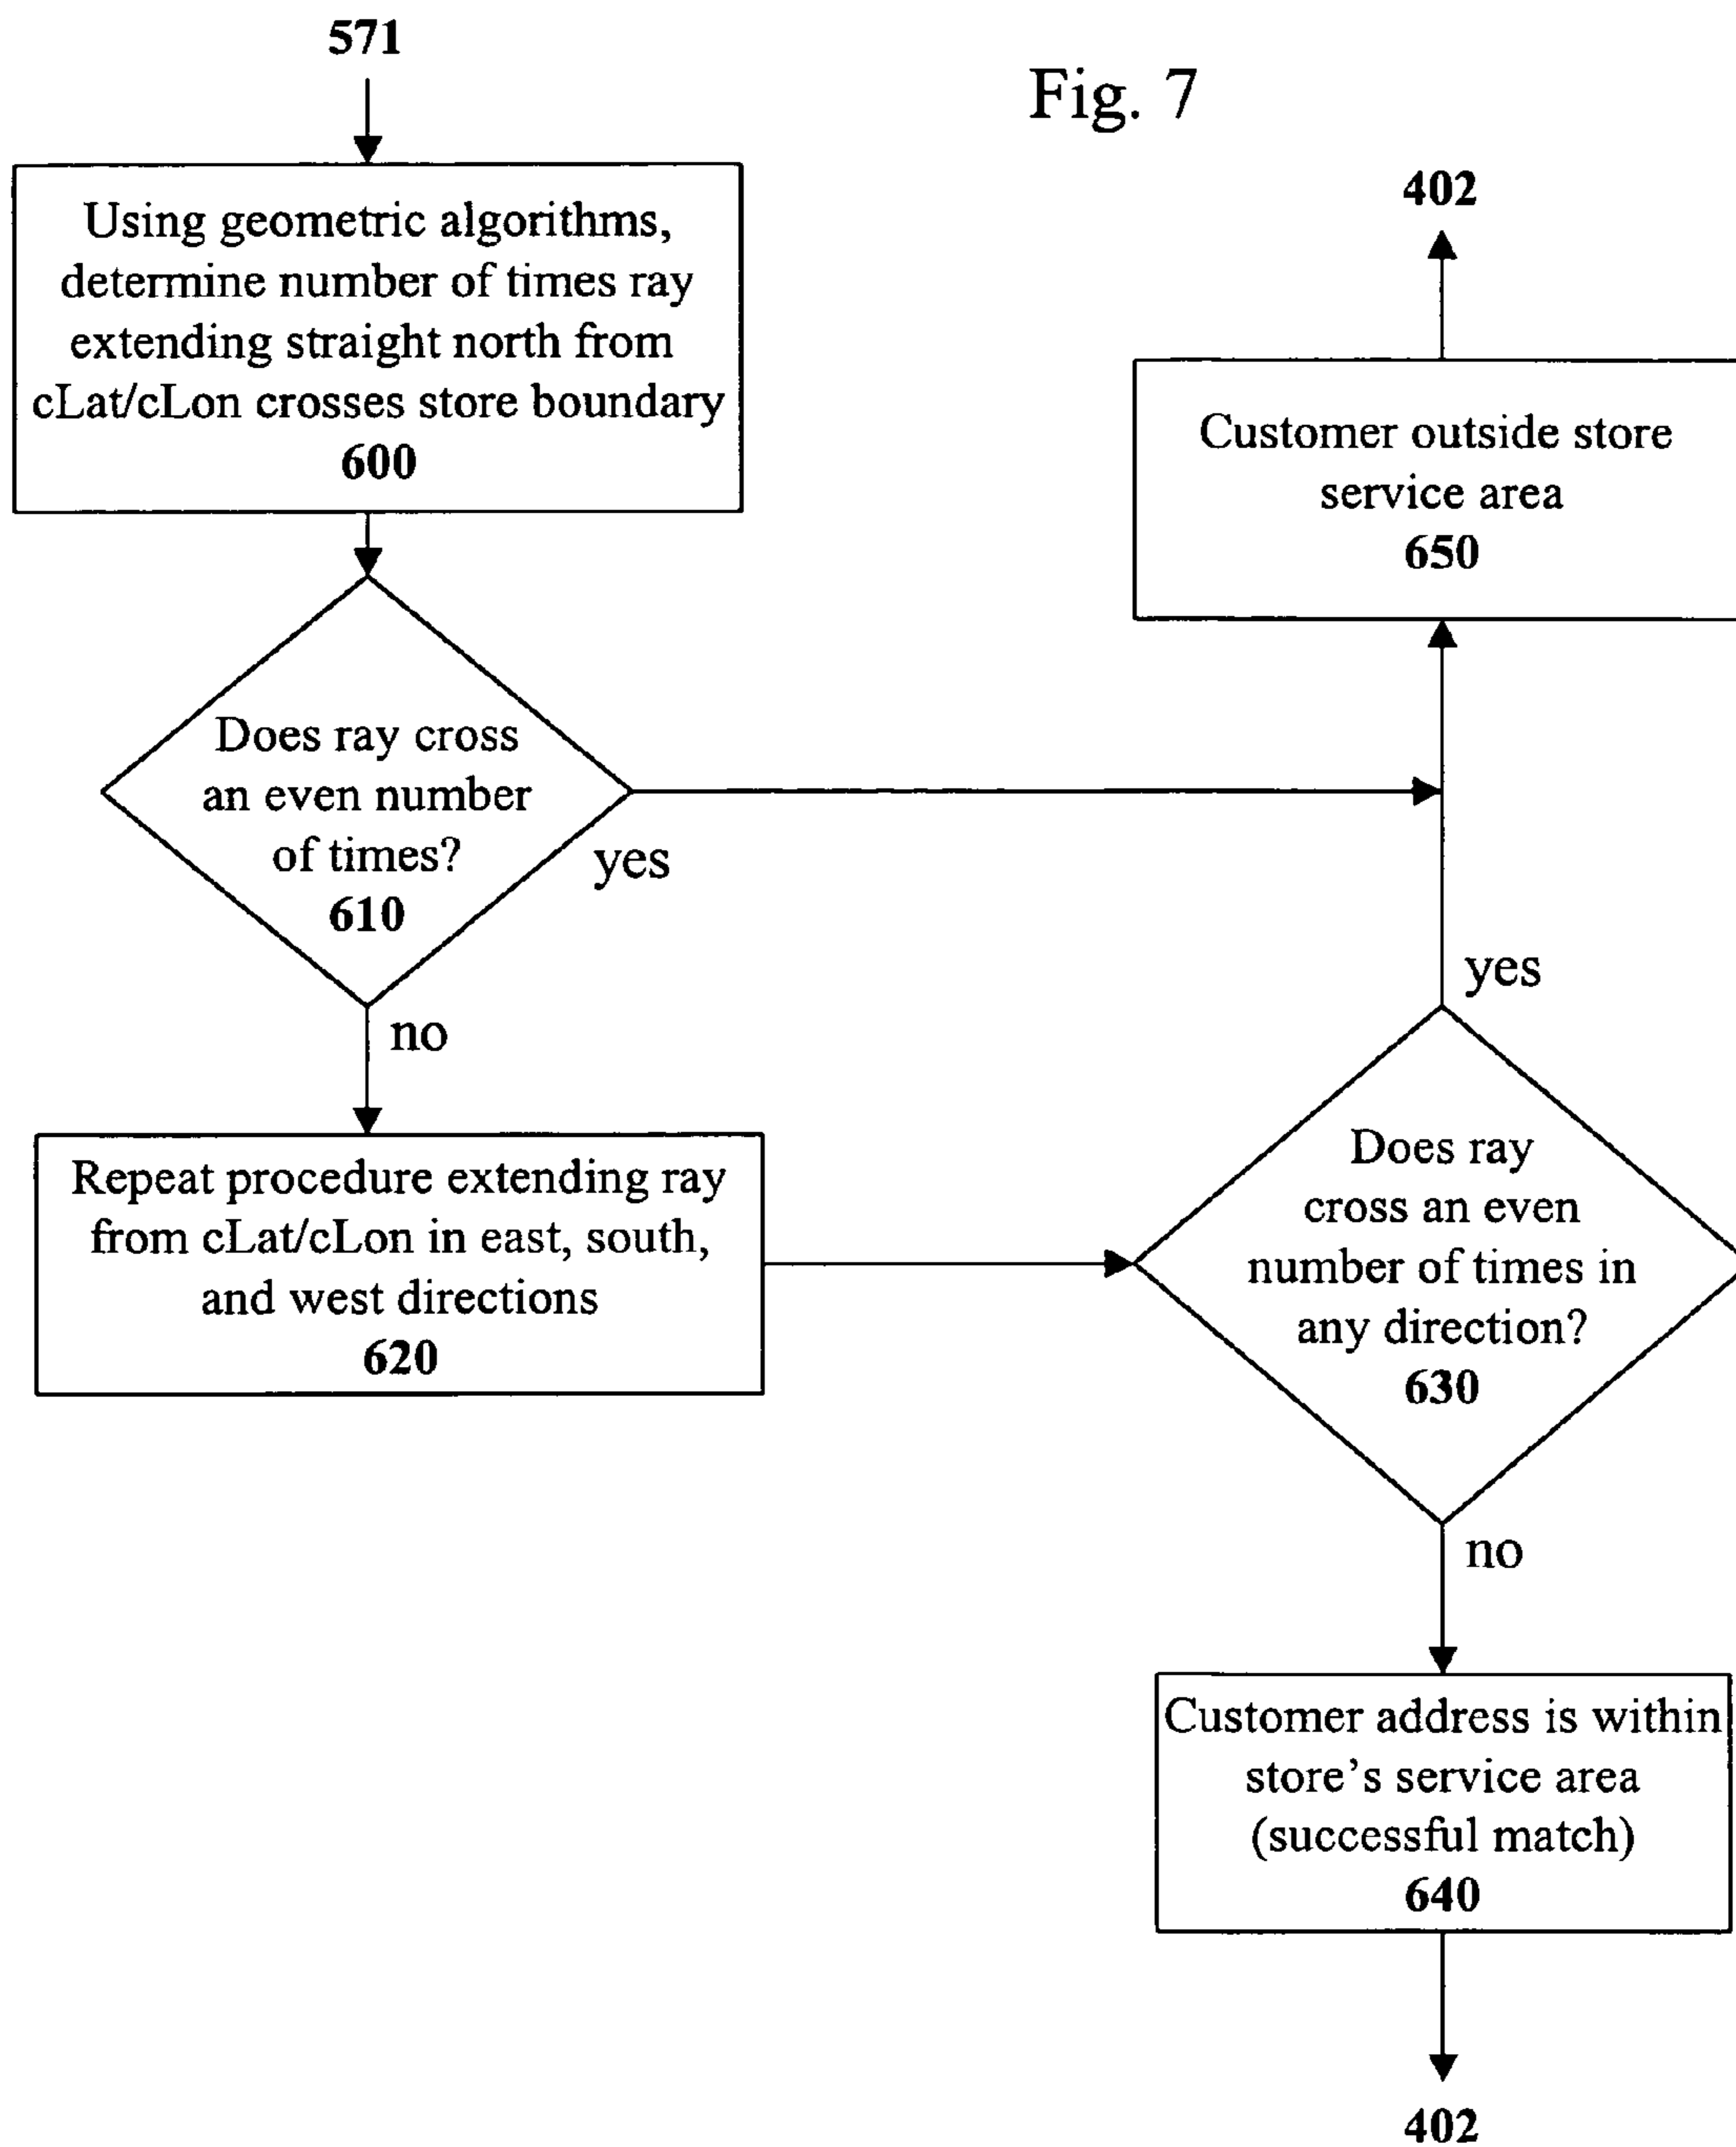 571
Fig. 7
Using geometric algorithms,
determine number of times ray
extending straight north from
cLat/cLon crosses store boundary
600
Does ray cross
an even number
of times?
610
yes
no
Repeat procedure extending ray
from cLat/cLon in east, south,
and west directions
620
402
Customer outside store
service area
650
yes
Does ray
cross an even
number of times in
any direction?
630
no
Customer address is within
store's service area
(successful match)
640
402